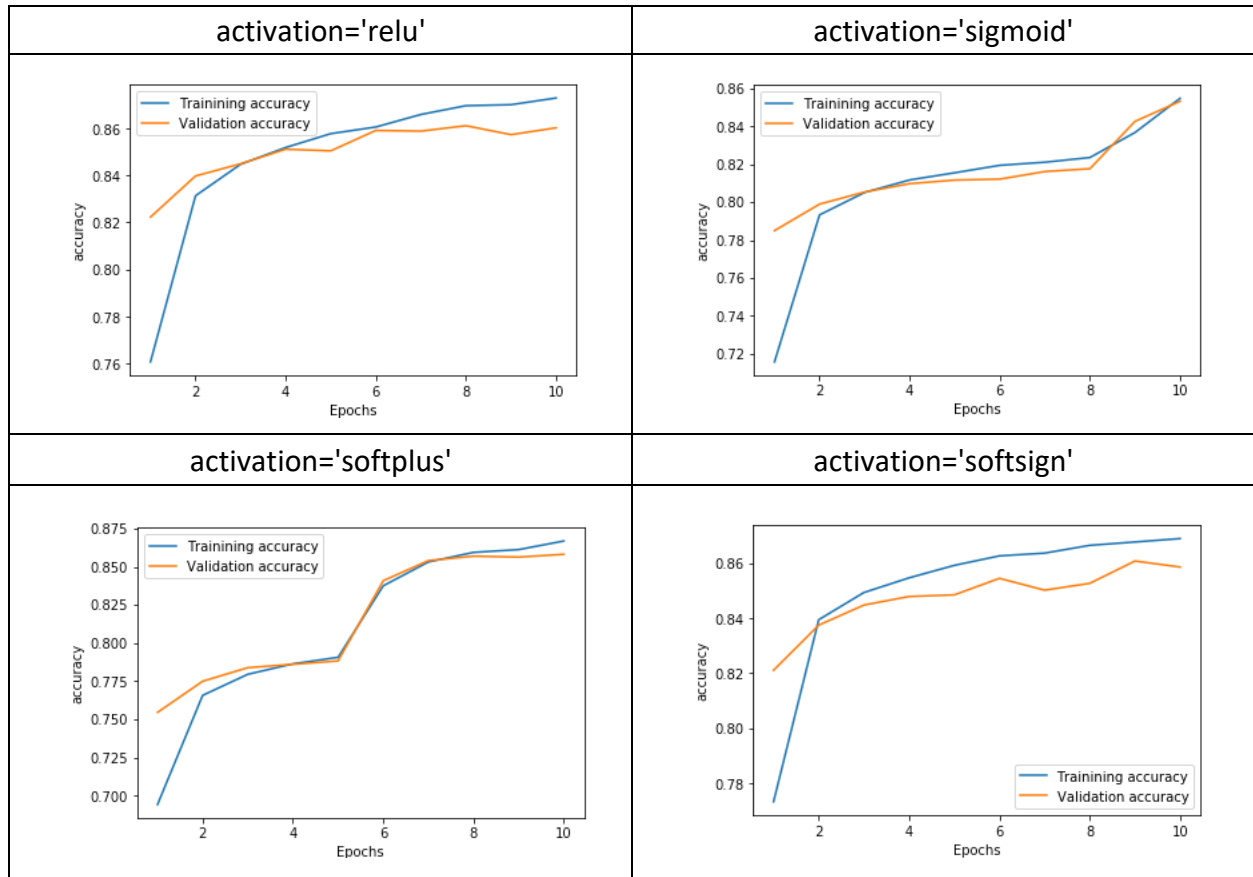 activation='relu'
activation='sigmoid'
Trainining accuracy
Validation accuracy
accuracy
0.86
0.84
0.82
0.80
0.78
0.76
2
4
6
8
10
Epochs
Trainining accuracy
Validation accuracy
accuracy
0.86
0.84
0.82
0.80
0.78
0.76
0.74
0.72
2
4
6
8
10
Epochs
activation='softplus'
activation='softsign'
Trainining accuracy
Validation accuracy
accuracy
0.875
0.850
0.825
0.800
0.775
0.750
0.725
0.700
2
4
6
8
10
Epochs
accuracy
0.86
0.84
0.82
0.80
0.78
Trainining accuracy
Validation accuracy
2
4
6
8
10
Epochs